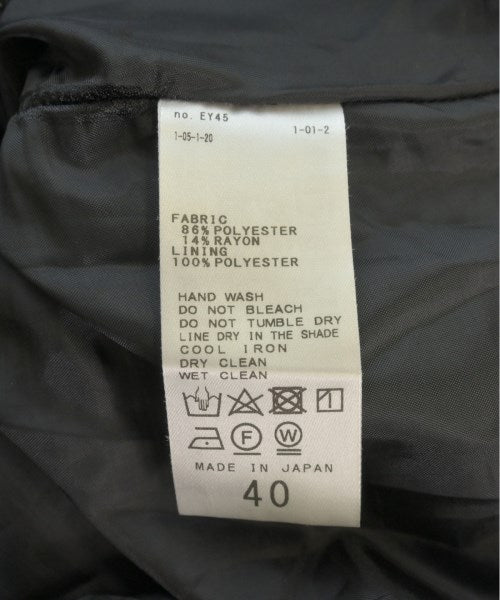 no. EY45
1-05-1-20 1-01-2
FABRIC
86% POLYESTER
14% RAYON
LINING
100% POLYESTER
HAND WASH
DO NOT BLEACH
DO NOT TUMBLE DRY
LINE DRY IN THE SHADE
COOL IRON
DRY CLEAN
WET CLEAN
F W
MADE IN JAPAN
40